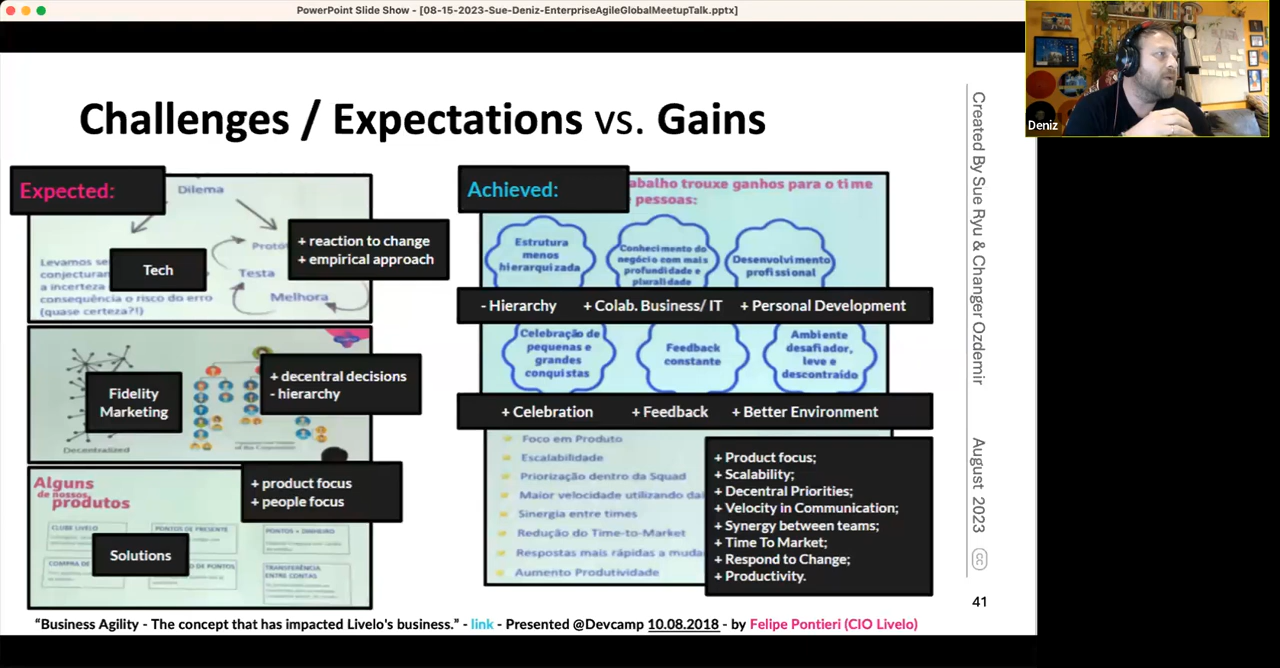 PowerPoint Slide Show - [08-15-2023-Sue-Deniz-EnterpriseAgileGlobalMeetupTalk.pptx]
Deniz
Challenges / Expectations vs. Gains
Expected:
Dilema
Levamos
conjecturar
a incerteza
consequência o risco do erro
(quase certeza?!)
Testa
Melhora
Tech
+ reaction to change
+ empirical approach
Decentralized
Fidelity
Marketing
+ decentral decisions
- hierarchy
Alguns
de nossos
produtos
CLUBE LIVELO
PONTOS DE PRESENTE
PONTOS + DINHEIRO
COMPRA DE
DE PONTOS
TRANSFERÊNCIA
ENTRE CONTAS
Solutions
+ product focus
+ people focus
Achieved:
abalho trouxe ganhos para o time
pessoas:
Estrutura
menos
hierarquizada
Conhecimento do
negócio com mais
profundidade e
pluralidade
Desenvolvimento
profissional
- Hierarchy + Colab. Business/ IT + Personal Development
Celebração de
pequenas e
grandes
conquistas
Feedback
constante
Ambiente
desafiador,
leve e
descontraído
+ Celebration + Feedback + Better Environment
Foco em Produto
Escalabilidade
Priorização dentro da Squad
Maior velocidade utilizando
Sinergia entre times
Redução do Time-to-Market
Respostas mais rápidas a
Aumento Produtividade
+ Product focus;
+ Scalability;
+ Decentral Priorities;
+ Velocity in Communication;
+ Synergy between teams;
+ Time To Market;
+ Respond to Change;
+ Productivity.
"Business Agility - The concept that has impacted Livelo's business." - link - Presented @Devcamp 10.08.2018 - by Felipe Pontieri (CIO Livelo)
Created By Sue Ryu & Changer Ozdemir
August 2023
cc
41